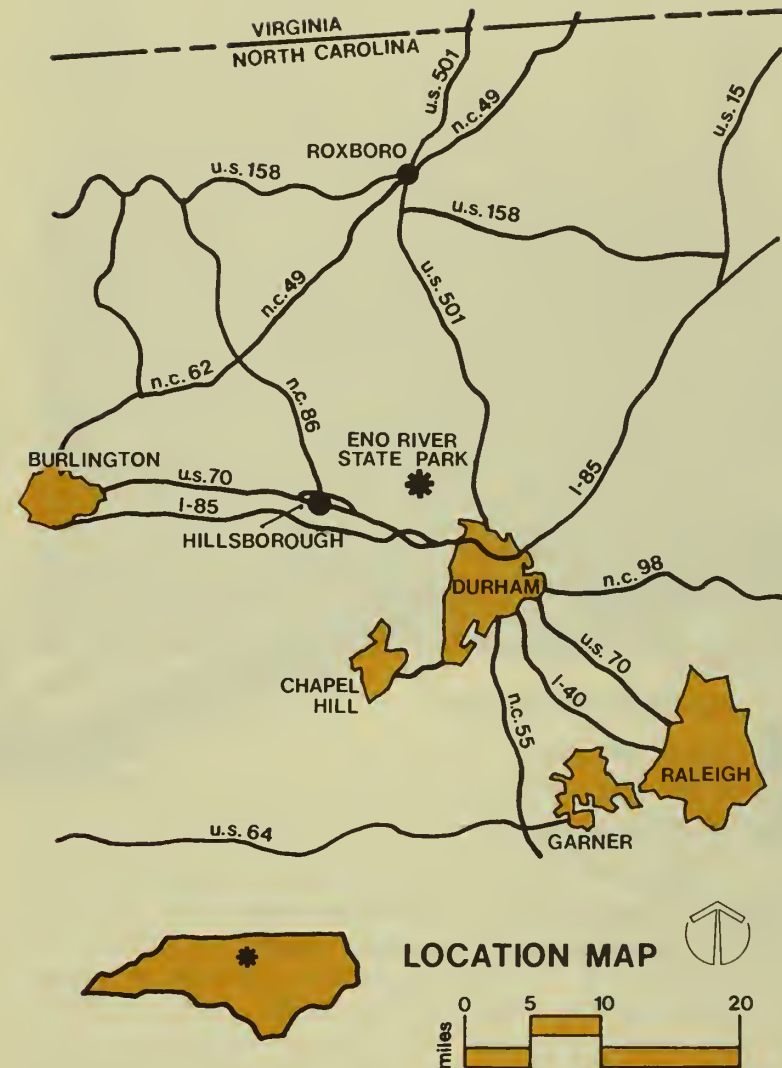 VIRGINIA
NORTH CAROLINA
u.s. 501
n.c. 49
u.s. 15
ROXBORO
u.s. 158
u.s. 158
n.c. 49
u.s. 501
n.c. 62
n.c. 86
ENO RIVER
STATE PARK
I-85
BURLINGTON
u.s. 70
I-85
HILLSBOROUGH
DURHAM
n.c. 98
u.s. 70
I-40
CHAPEL
HILL
n.c. 55
RALEIGH
u.s. 64
GARNER
LOCATION MAP
0 5 10 20
miles